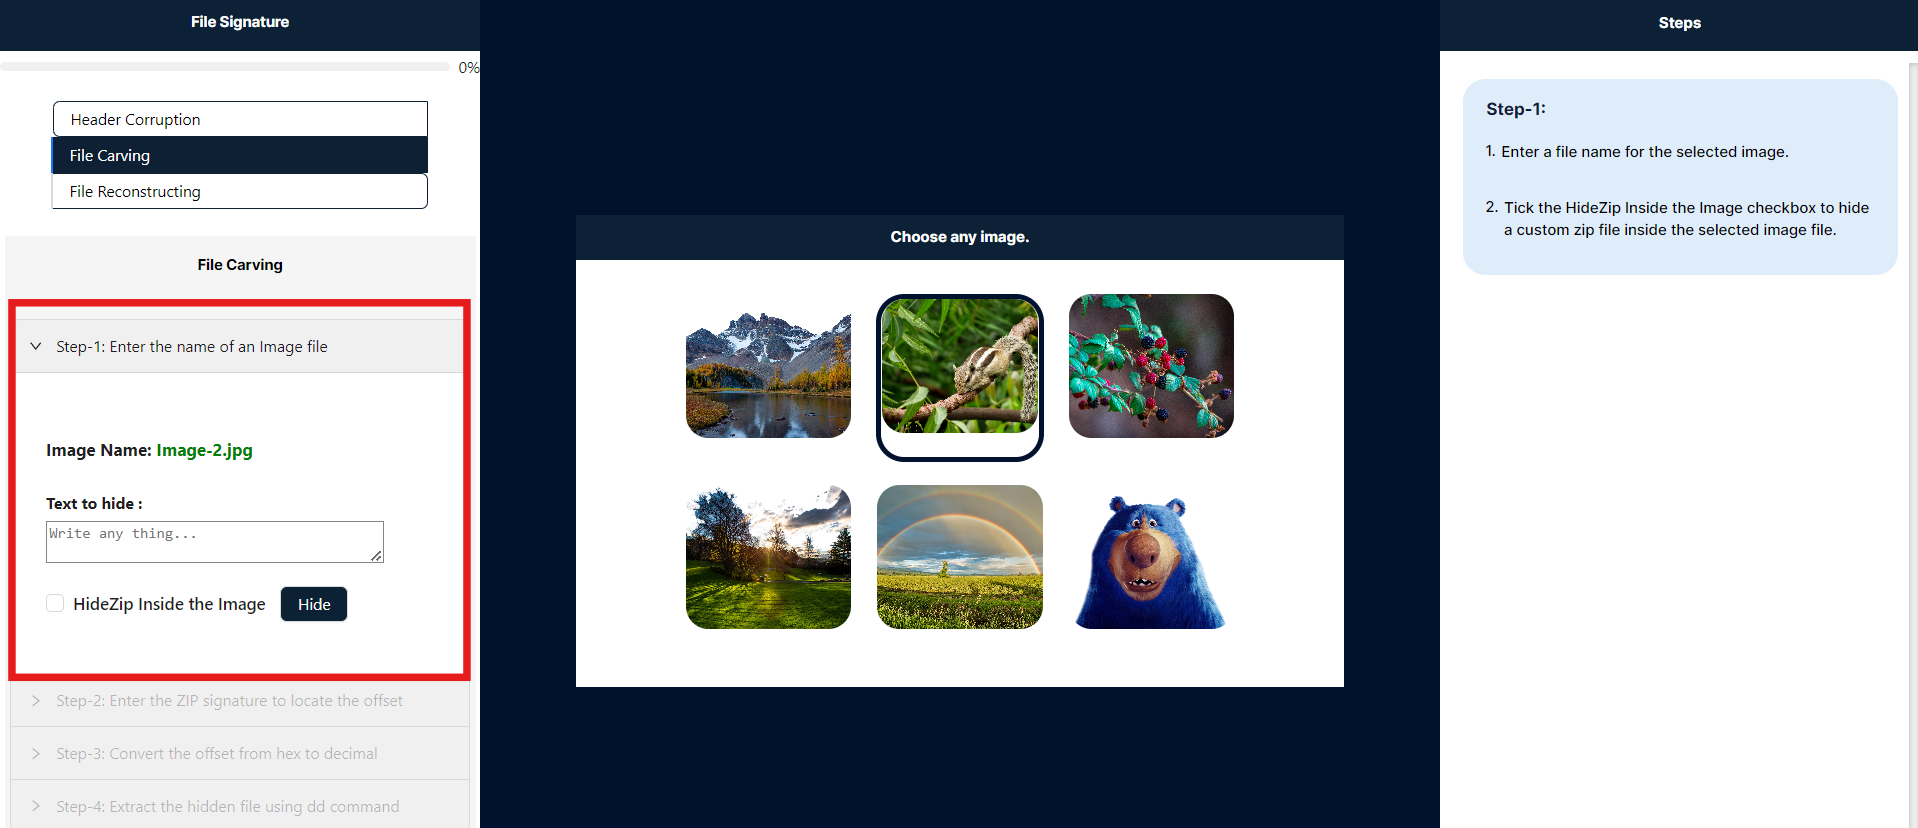 File Signature
0%
Header Corruption
File Carving
File Reconstructing
File Carving
Step-1: Enter the name of an Image file
Image Name: Image-2.jpg
Text to hide :
Write any thing...
HideZip Inside the Image
Hide
Step-2: Enter the ZIP signature to locate the offset
Step-3: Convert the offset from hex to decimal
Step-4: Extract the hidden file using dd command
Choose any image.
Steps
Step-1:
1. Enter a file name for the selected image.
2. Tick the HideZip Inside the Image checkbox to hide
a custom zip file inside the selected image file.